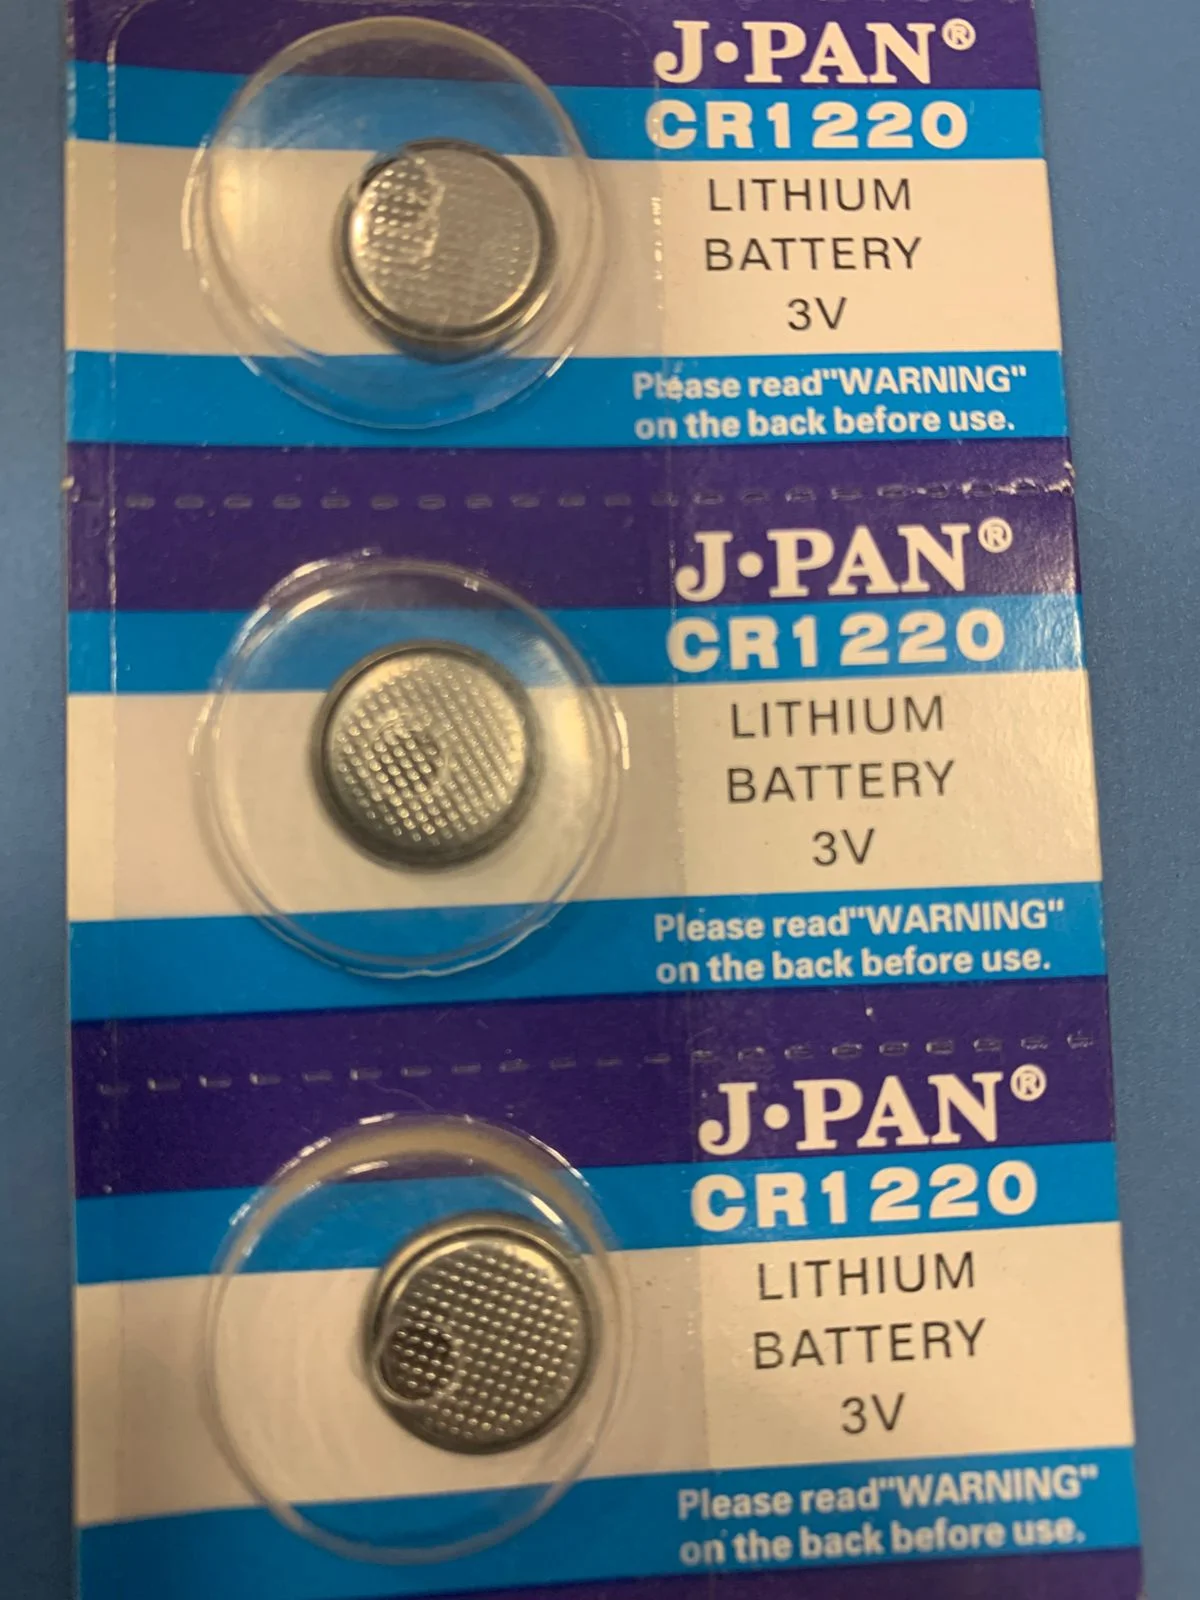 J•PAN®
CR1220
LITHIUM
BATTERY
3V
Please read"WARNING"
on the back before use.
J•PAN®
CR1220
LITHIUM
BATTERY
3V
Please read"WARNING"
on the back before use.
J•PAN®
CR1220
LITHIUM
BATTERY
3V
Please read"WARNING"
on the back before use.